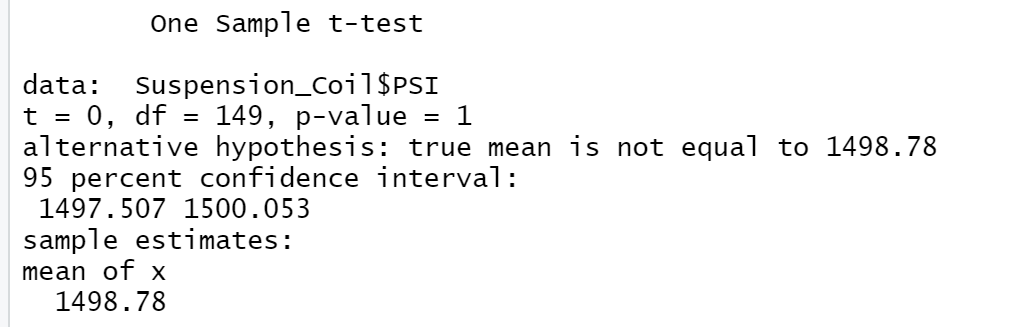 One Sample t-test
data:  Suspension_Coil$PSI
t = 0, df = 149, p-value = 1
alternative hypothesis: true mean is not equal to 1498.78
95 percent confidence interval:
1497.507 1500.053
sample estimates:
mean of x
1498.78